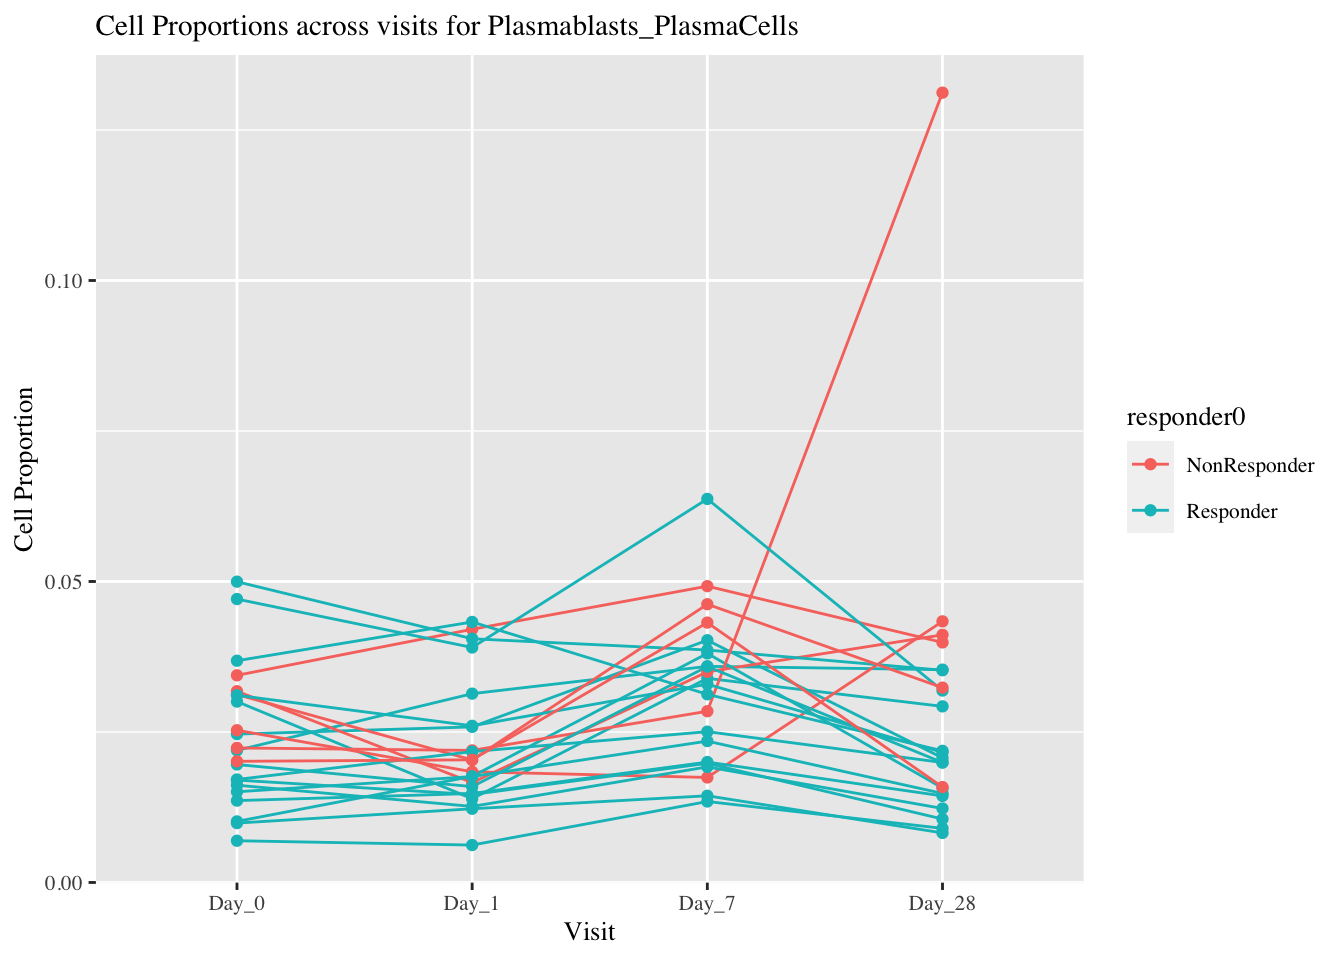 Cell Proportions across visits for Plasmablasts_PlasmaCells
0.10
0.05
0.00
Cell Proportion
Day_0
Day_1
Day_7
Day_28
Visit
responder0
NonResponder
Responder